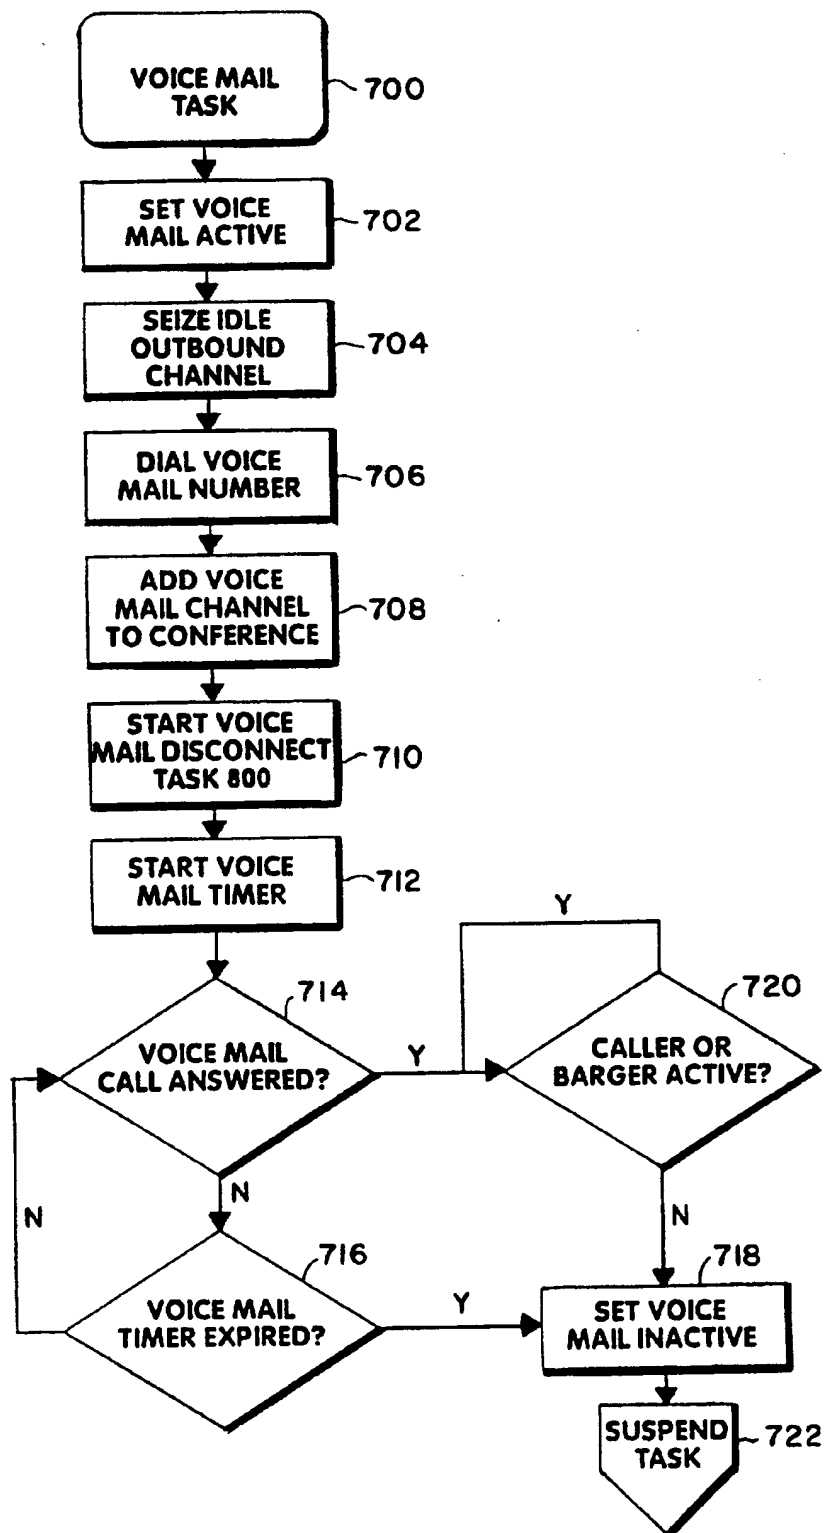 VOICE MAIL
TASK
700
SET VOICE
MAIL ACTIVE
702
SEIZE IDLE
OUTBOUND
CHANNEL
704
DIAL VOICE
MAIL NUMBER
706
ADD VOICE
MAIL CHANNEL
TO CONFERENCE
708
START VOICE
MAIL DISCONNECT
TASK 800
710
START VOICE
MAIL TIMER
712
VOICE MAIL
CALL ANSWERED?
714
Y
Y
CALLER OR
BARGER ACTIVE?
720
N
N
N
VOICE MAIL
TIMER EXPIRED?
716
Y
SET VOICE
MAIL INACTIVE
718
SUSPEND
TASK
722